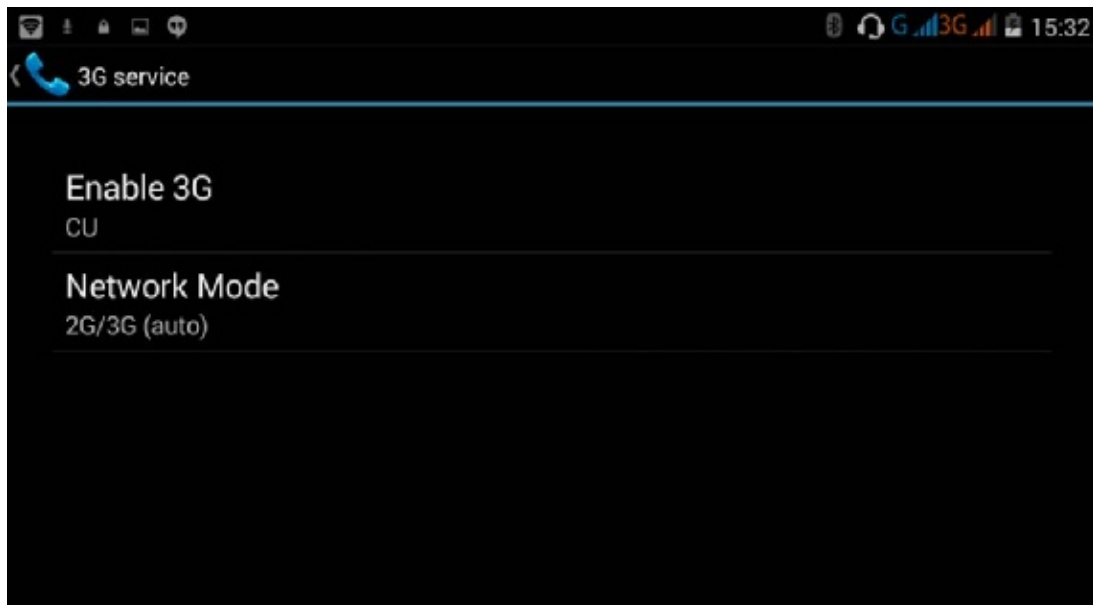 G 3G 15:32
3G service
Enable 3G
CU
Network Mode
2G/3G (auto)